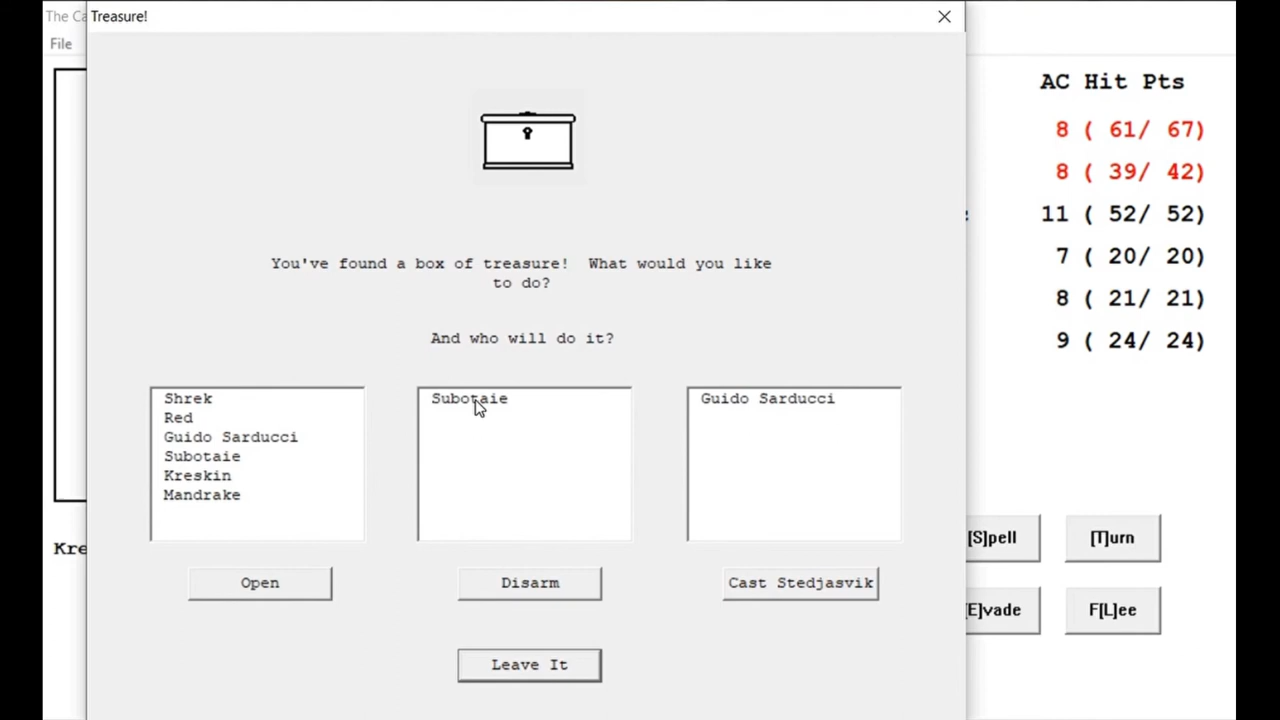 The Ca
Treasure!
File
AC Hit Pts
8 ( 61/ 67)
8 ( 39/ 42)
11 ( 52/ 52)
7 ( 20/ 20)
8 ( 21/ 21)
9 ( 24/ 24)
You've found a box of treasure!  What would you like
to do?
And who will do it?
Shrek
Red
Guido Sarducci
Subotaie
Kreskin
Mandrake
Subotaie
Guido Sarducci
Kre
[S]pell
[T]urn
Open
Disarm
Cast Stedjasvik
[E]vade
F[L]ee
Leave It